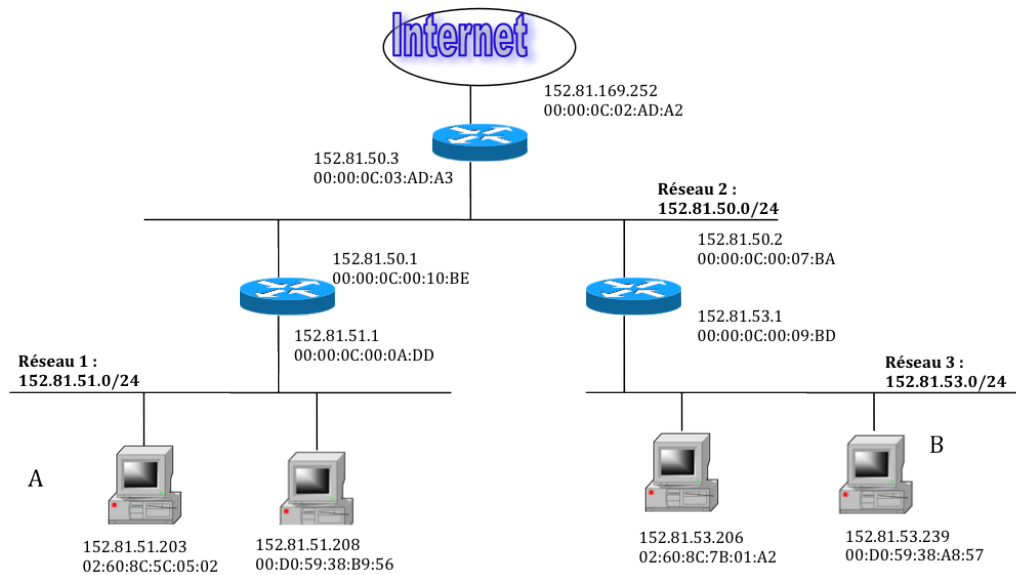 Internet
152.81.169.252
00:00:0C:02:AD:A2
152.81.50.3
00:00:0C:03:AD:A3
Réseau 2 :
152.81.50.0/24
152.81.50.2
00:00:0C:00:07:BA
152.81.50.1
00:00:0C:00:10:BE
152.81.53.1
00:00:0C:00:09:BD
152.81.51.1
00:00:0C:00:0A:DD
Réseau 1 :
152.81.51.0/24
Réseau 3 :
152.81.53.0/24
A
B
152.81.51.203
02:60:8C:5C:05:02
152.81.51.208
00:D0:59:38:B9:56
152.81.53.206
02:60:8C:7B:01:A2
152.81.53.239
00:D0:59:38:A8:57